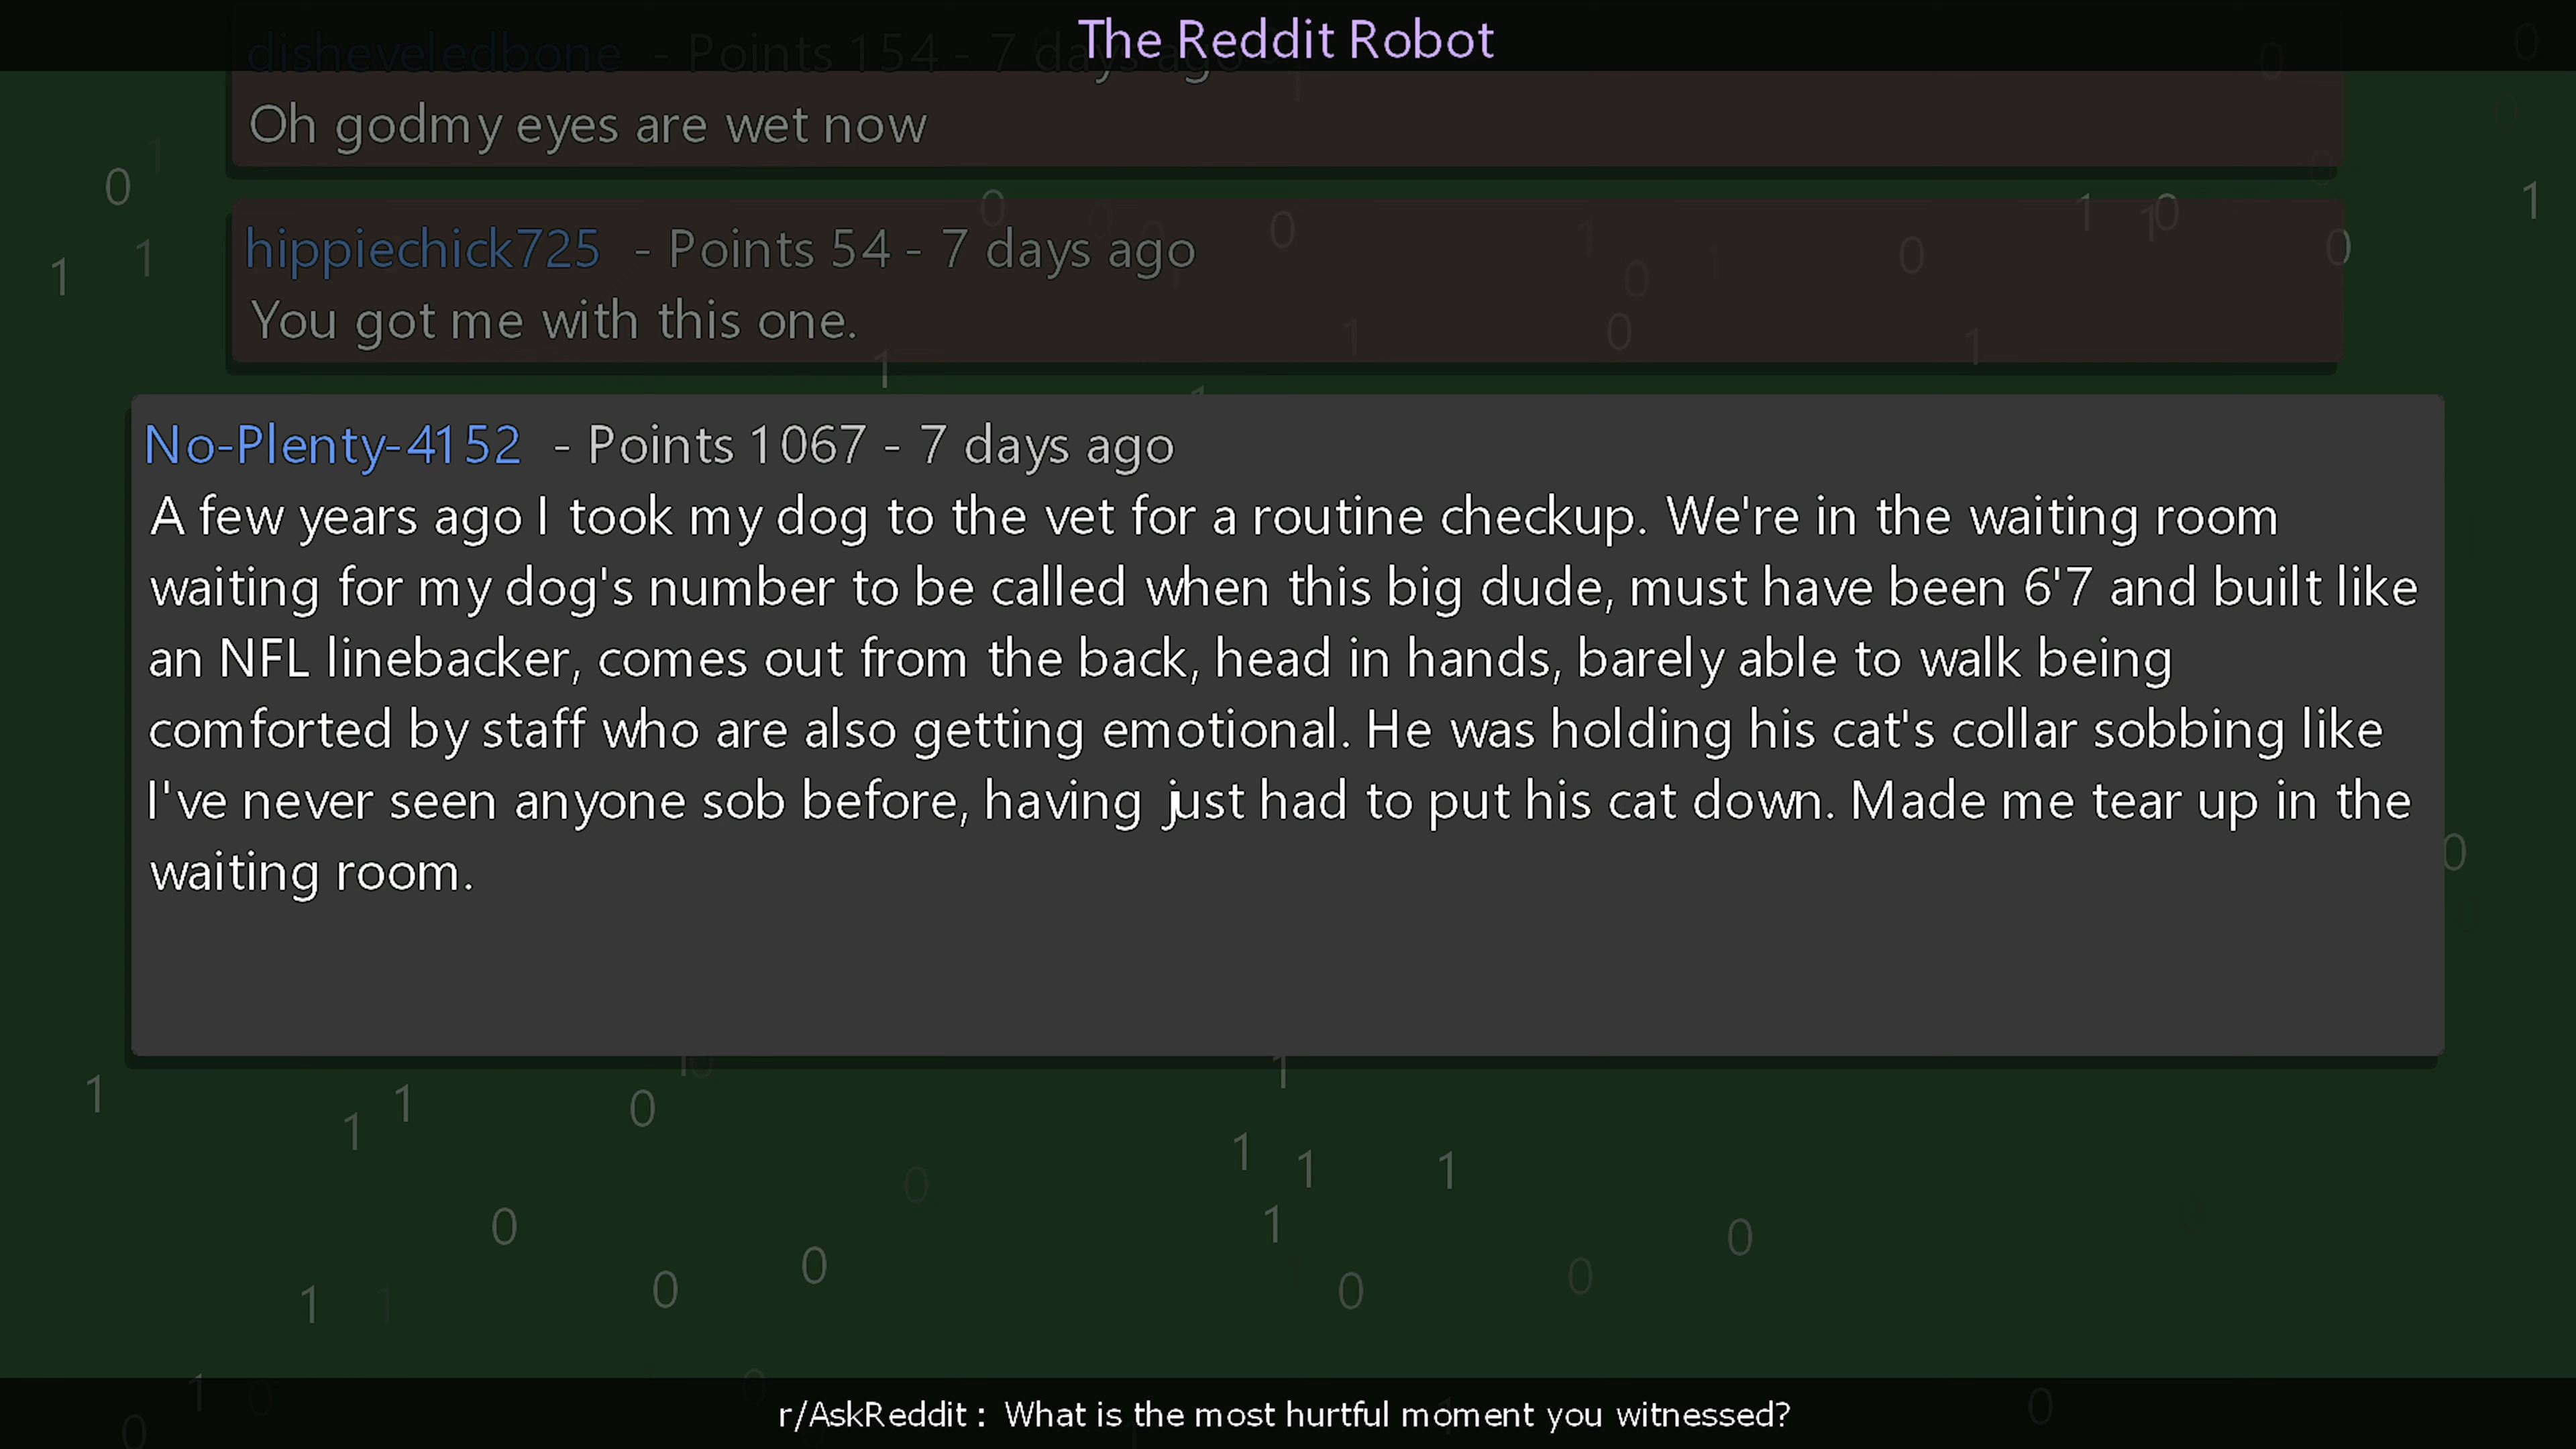 The Reddit Robot
disheveledbone - Points 154 - 7 days ago
Oh godmy eyes are wet now
hippiechick725 - Points 54 - 7 days ago
You got me with this one.
No-Plenty-4152 - Points 1067 - 7 days ago
A few years ago I took my dog to the vet for a routine checkup. We're in the waiting room
waiting for my dog's number to be called when this big dude, must have been 6'7 and built like
an NFL linebacker, comes out from the back, head in hands, barely able to walk being
comforted by staff who are also getting emotional. He was holding his cat's collar sobbing like
I've never seen anyone sob before, having just had to put his cat down. Made me tear up in the
waiting room.
r/AskReddit : What is the most hurtful moment you witnessed?